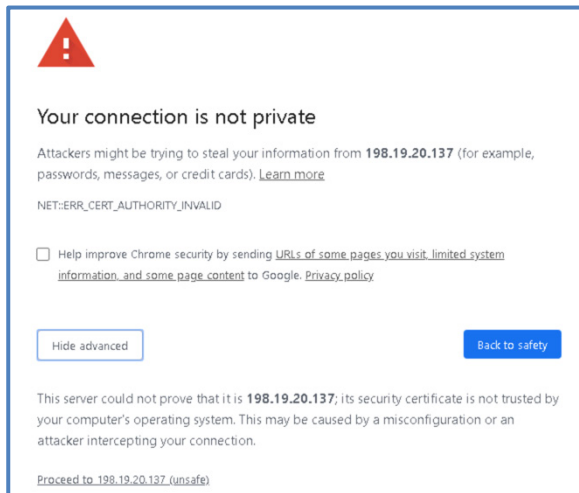 Your connection is not private
Attackers might be trying to steal your information from 198.19.20.137 (for example,
passwords, messages, or credit cards). Learn more
NET::ERR_CERT_AUTHORITY_INVALID
Help improve Chrome security by sending URLs of some pages you visit, limited system
information, and some page content to Google. Privacy policy
Hide advanced
Back to safety
This server could not prove that it is 198.19.20.137; its security certificate is not trusted by
your computer's operating system. This may be caused by a misconfiguration or an
attacker intercepting your connection.
Proceed to 198.19.20.137 (unsafe)